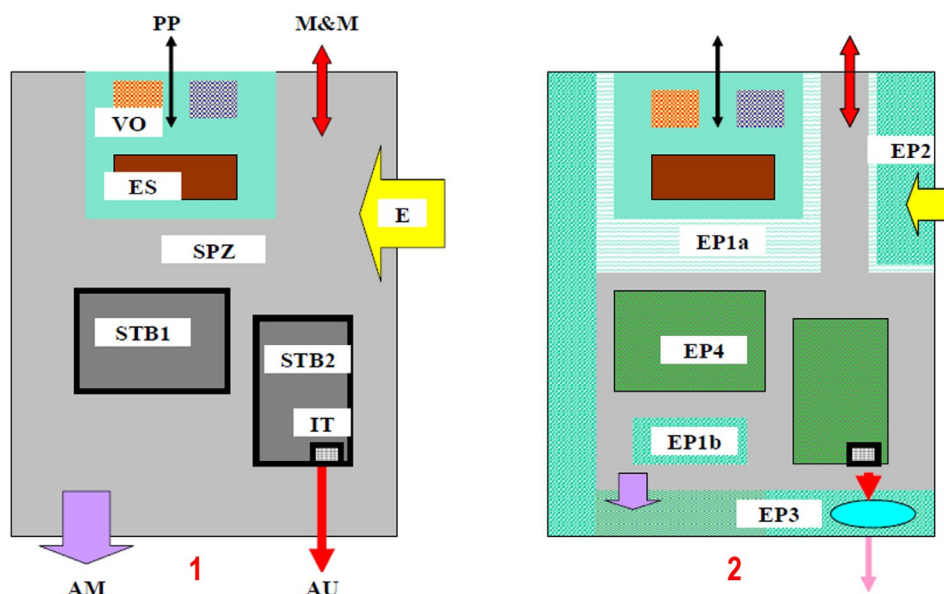 PP
M&M
VO
ES
E
SPZ
STB1
STB2
IT
AM
1
AU
EP2
EP1a
EP4
EP1b
EP3
2